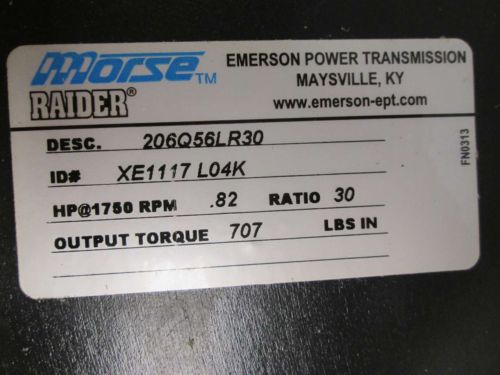 Morse™
RAIDER®
EMERSON POWER TRANSMISSION
MAYSVILLE, KY
www.emerson-ept.com
DESC. 206Q56LR30
ID# XE1117 L04K
HP@1750 RPM .82 RATIO 30
OUTPUT TORQUE 707 LBS IN
FN0313